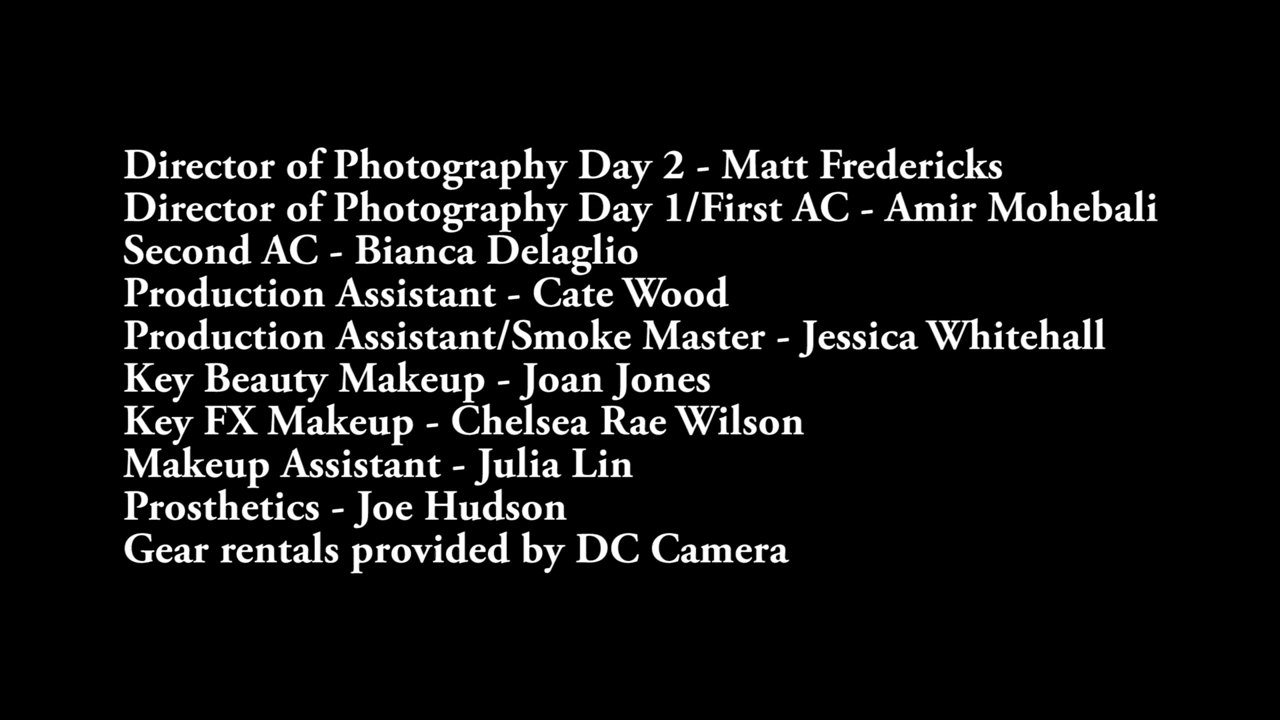 Director of Photography Day 2 - Matt Fredericks
Director of Photography Day 1/First AC - Amir Mohebali
Second AC - Bianca Delaglio
Production Assistant - Cate Wood
Production Assistant/Smoke Master - Jessica Whitehall
Key Beauty Makeup - Joan Jones
Key FX Makeup - Chelsea Rae Wilson
Makeup Assistant - Julia Lin
Prosthetics - Joe Hudson
Gear rentals provided by DC Camera